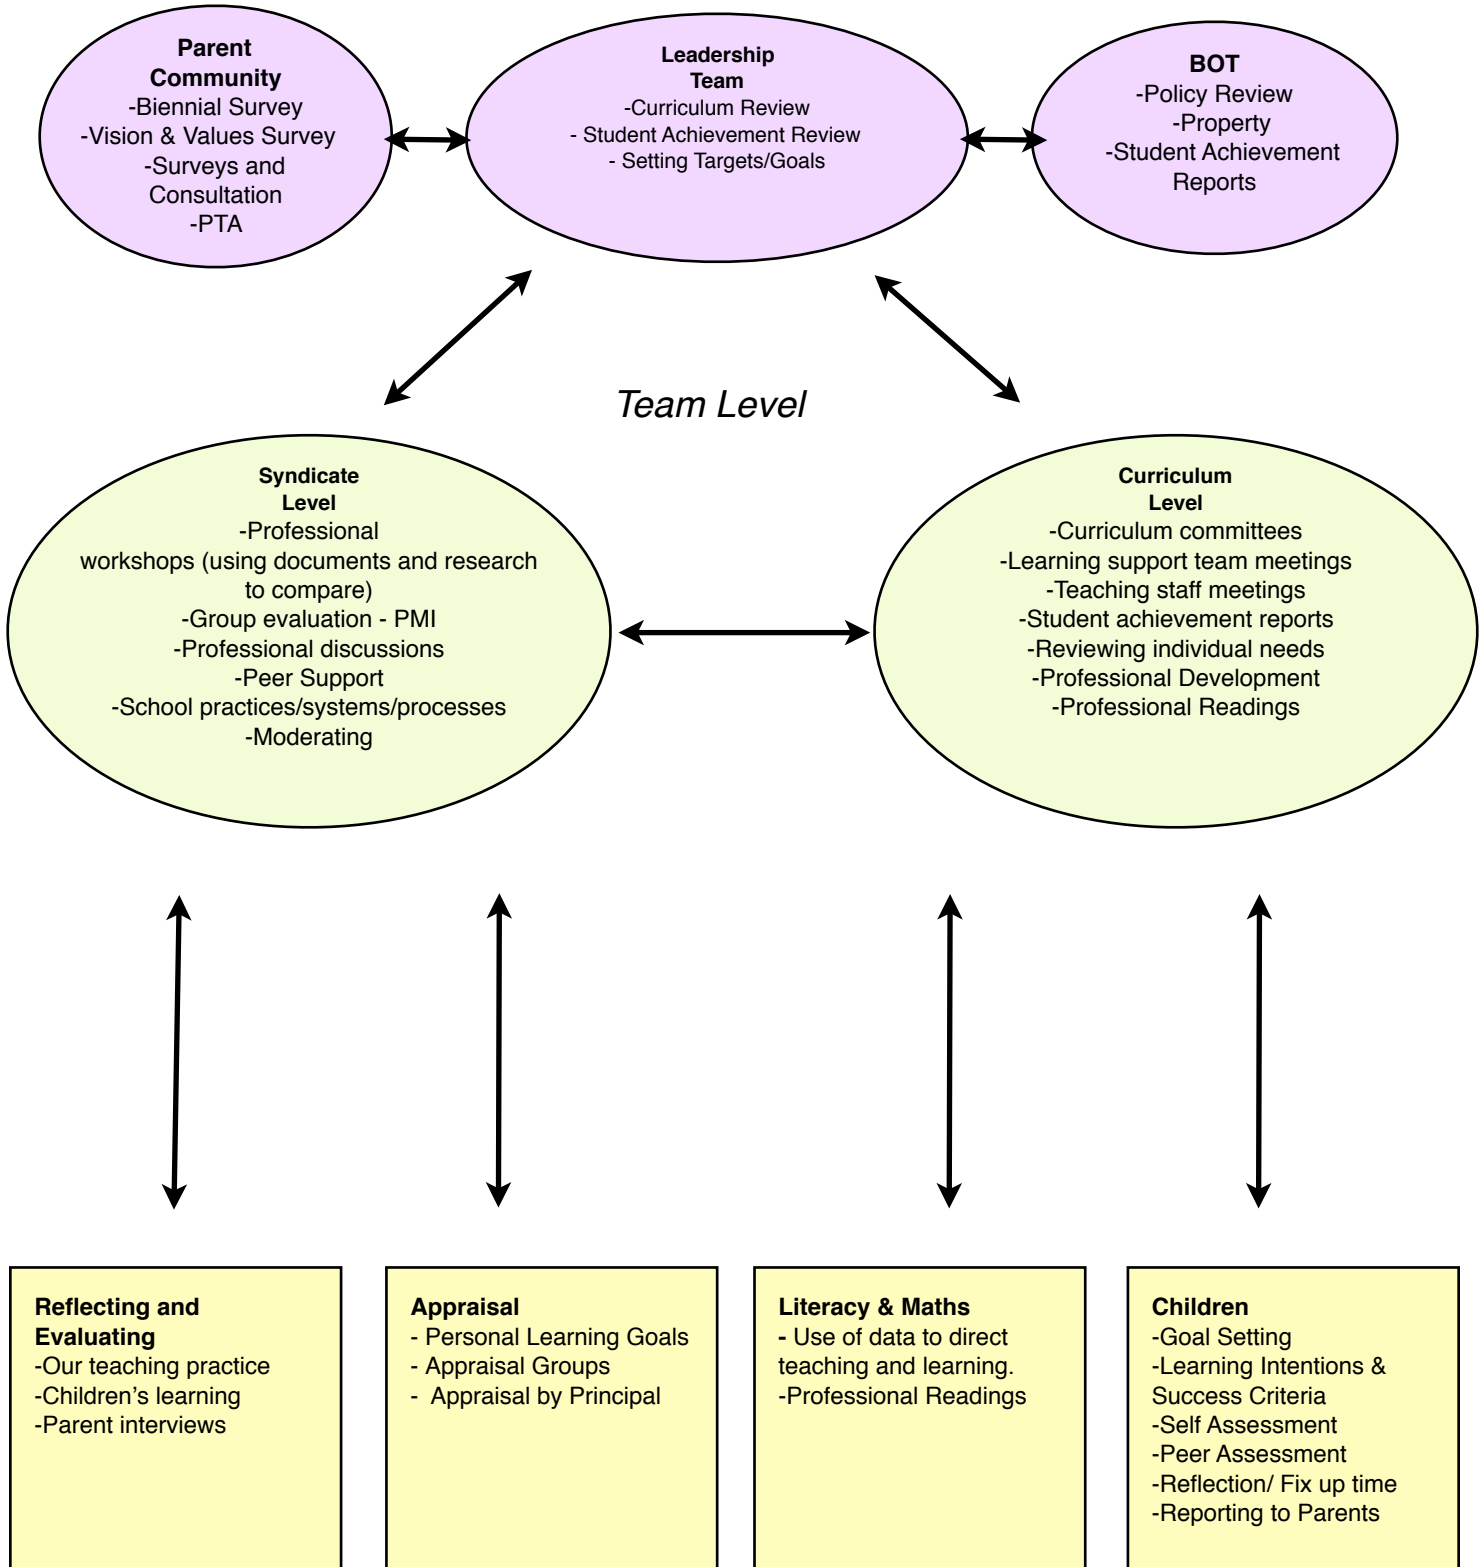 Parent
Community
-Biennial Survey
-Vision & Values Survey
-Surveys and
Consultation
-PTA
Leadership
Team
-Curriculum Review
- Student Achievement Review
- Setting Targets/Goals
BOT
-Policy Review
-Property
-Student Achievement
Reports
Team Level
Syndicate
Level
-Professional
workshops (using documents and research
to compare)
-Group evaluation - PMI
-Professional discussions
-Peer Support
-School practices/systems/processes
-Moderating
Curriculum
Level
-Curriculum committees
-Learning support team meetings
-Teaching staff meetings
-Student achievement reports
-Reviewing individual needs
-Professional Development
-Professional Readings
Reflecting and
Evaluating
-Our teaching practice
-Children’s learning
-Parent interviews
Appraisal
- Personal Learning Goals
- Appraisal Groups
-  Appraisal by Principal
Literacy & Maths
- Use of data to direct
teaching and learning.
-Professional Readings
Children
-Goal Setting
-Learning Intentions &
Success Criteria
-Self Assessment
-Peer Assessment
-Reflection/ Fix up time
-Reporting to Parents